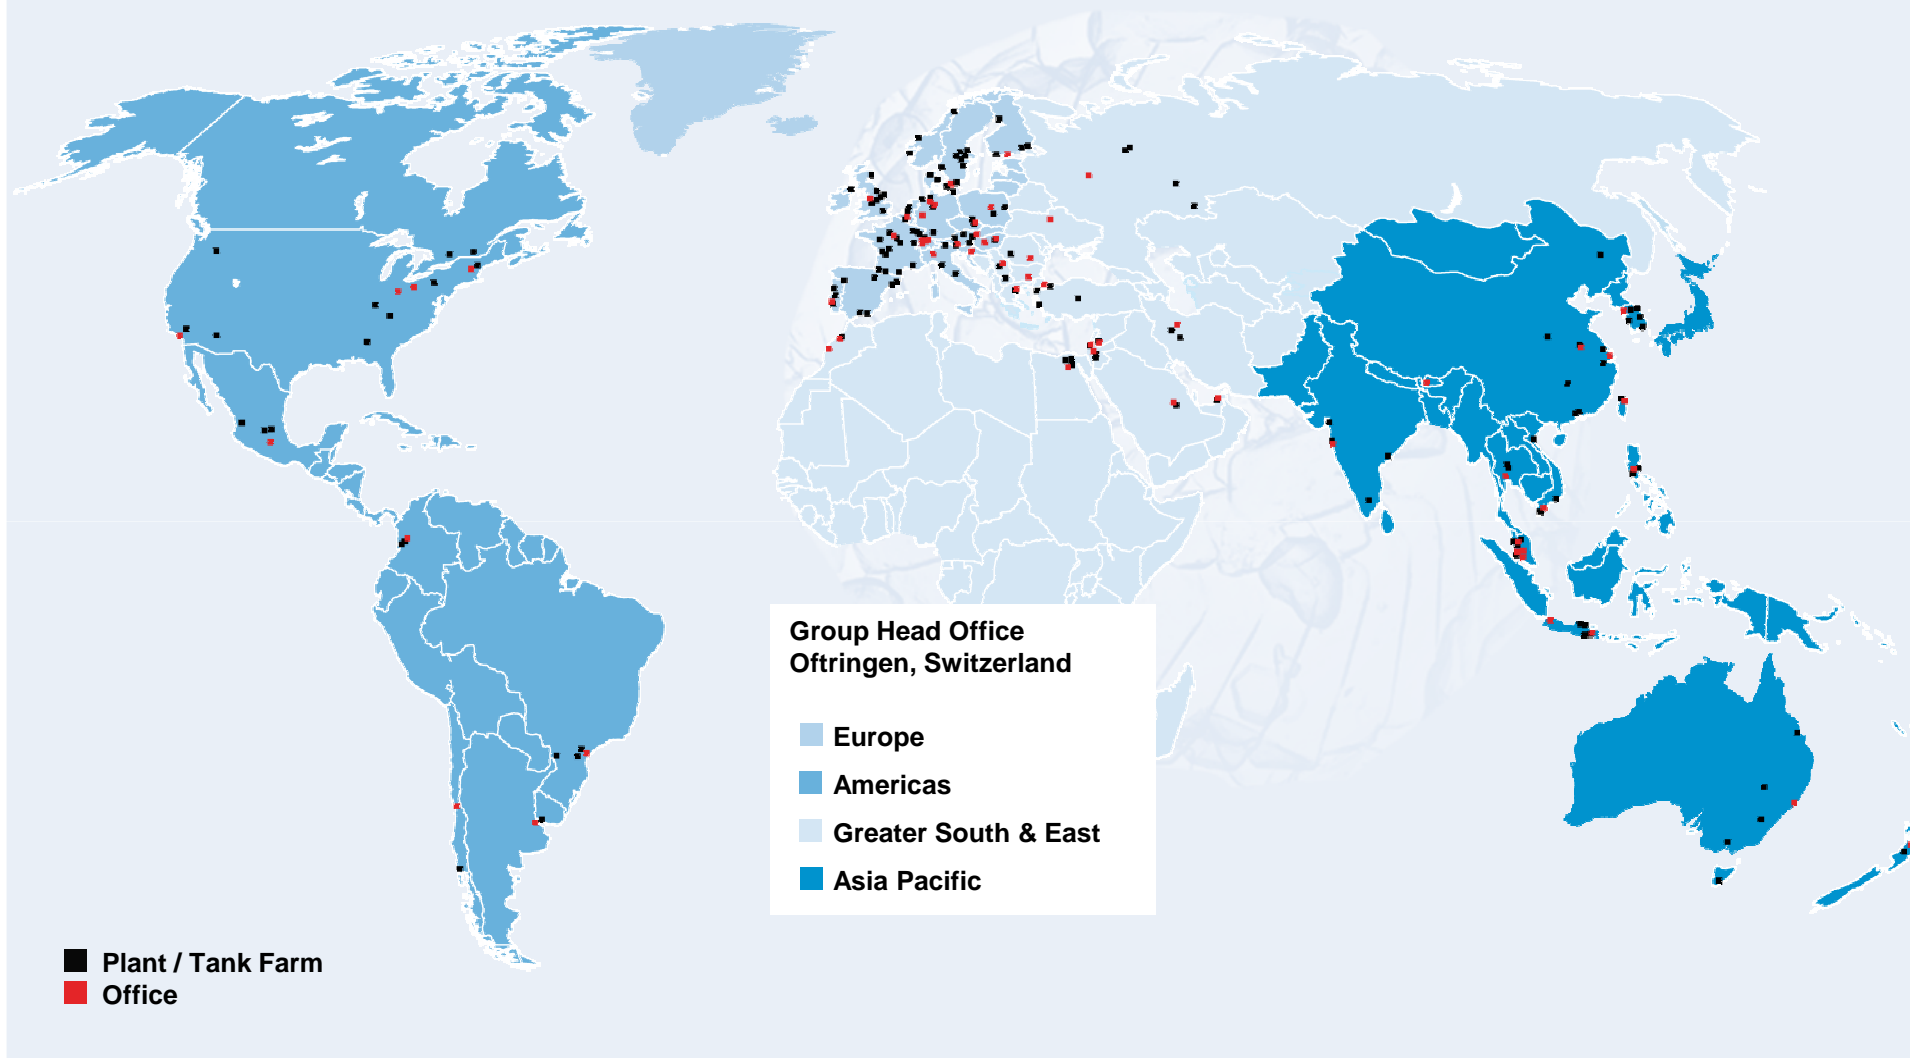 Group Head Office
Oftringen, Switzerland
Europe
Americas
Greater South & East
Asia Pacific
Plant / Tank Farm
Office